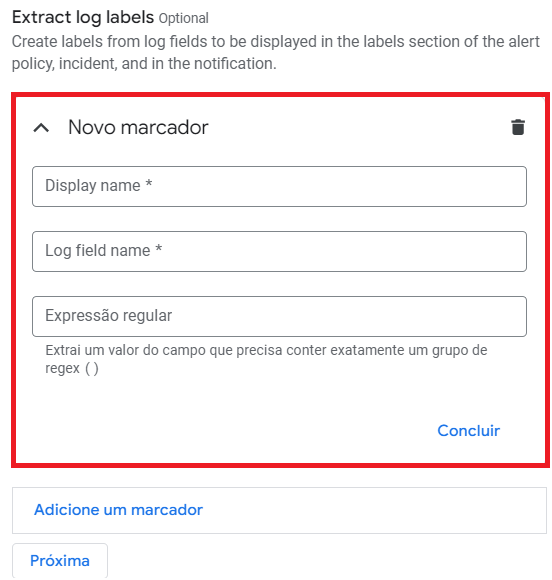 Extract log labels Optional
Create labels from log fields to be displayed in the labels section of the alert
policy, incident, and in the notification.
Novo marcador
Display name *
Log field name *
Expressão regular
Extrai um valor do campo que precisa conter exatamente um grupo de
regex ( )
Concluir
Adicione um marcador
Próxima